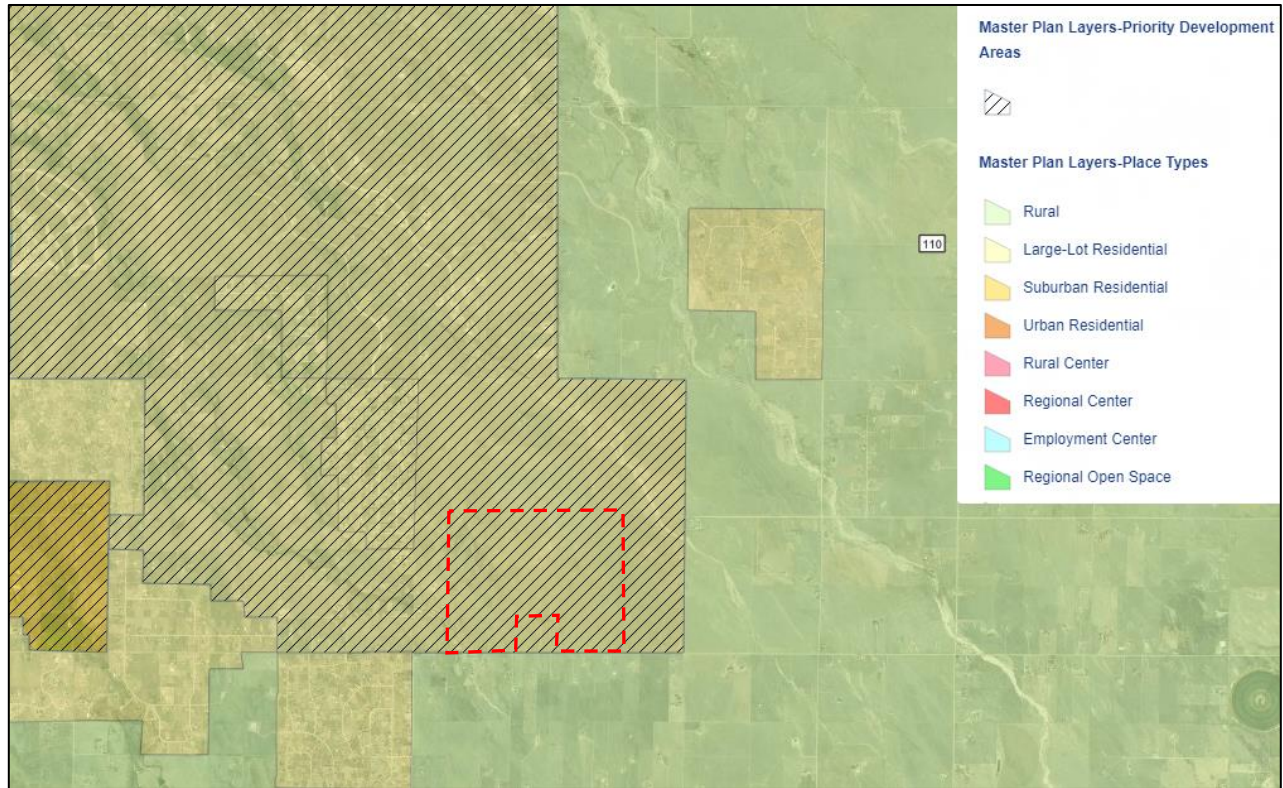 Master Plan Layers-Priority Development
Areas
Master Plan Layers-Place Types
Rural
Large-Lot Residential
Suburban Residential
Urban Residential
Rural Center
Regional Center
Employment Center
Regional Open Space
110